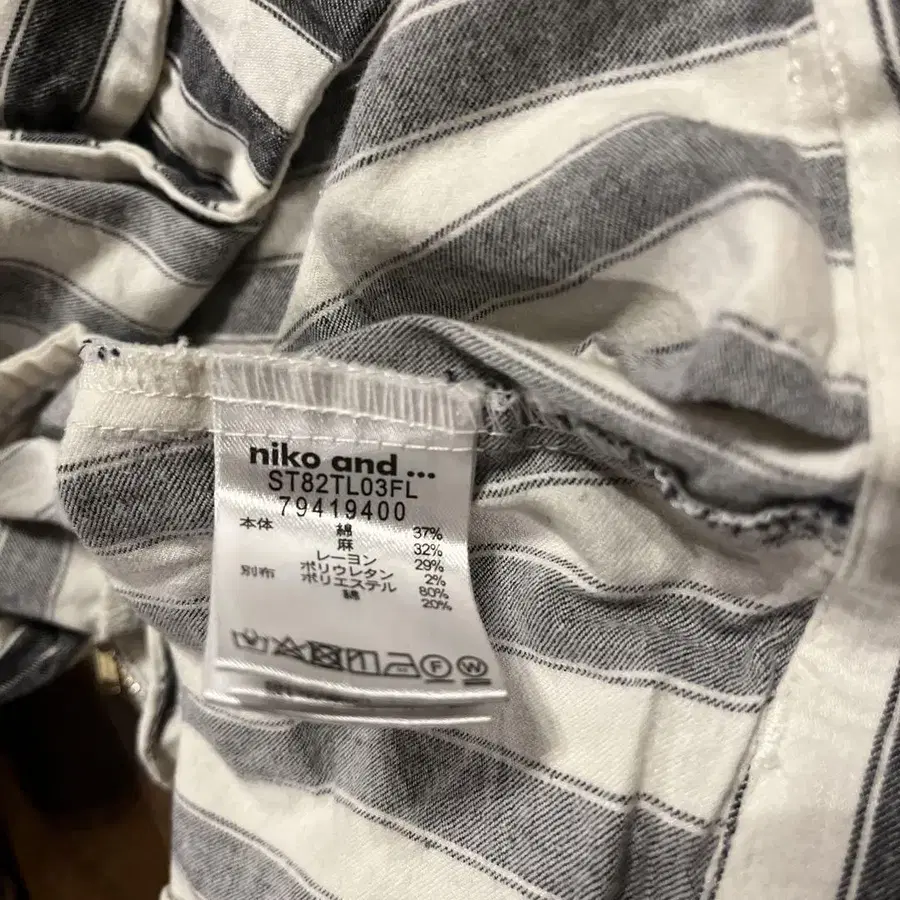 niko and ...
ST82TL03FL
79419400
本体 綿 37%
麻 32%
レーヨン 29%
ポリウレタン 2%
別布 ポリエステル 80%
綿 20%
F W